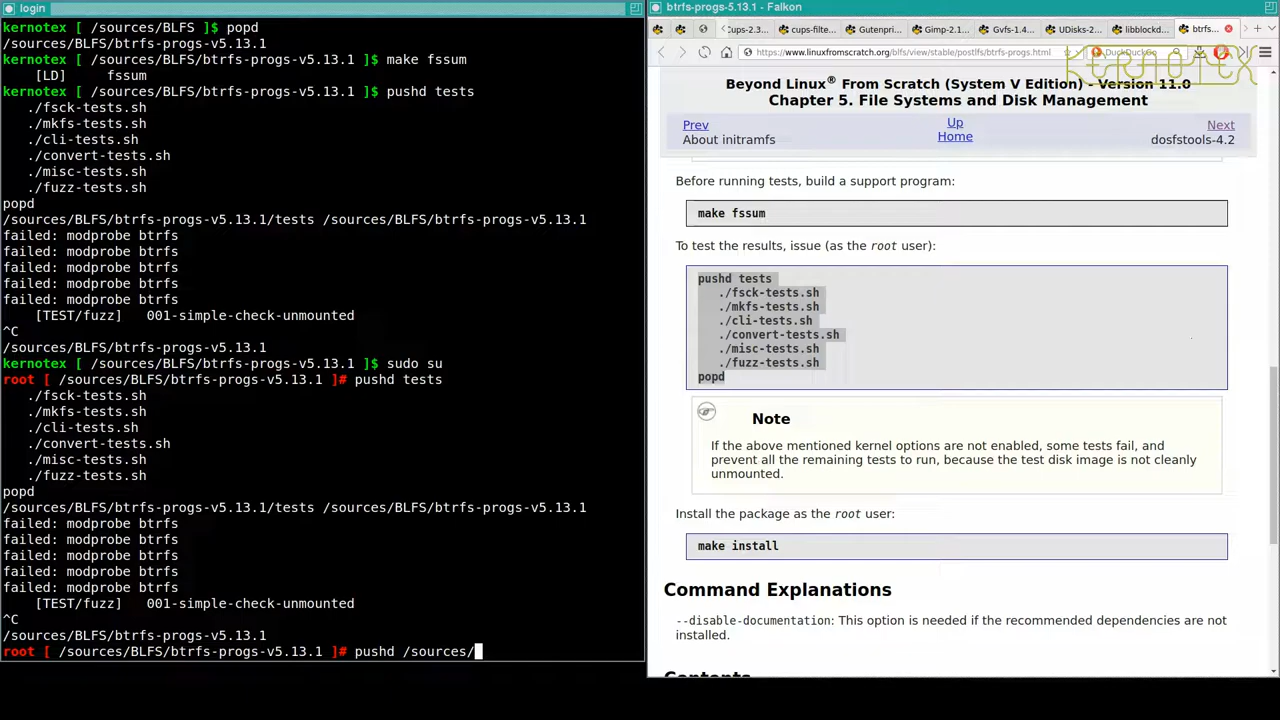 login
kernotex [ /sources/BLFS ]$ popd
/sources/BLFS/btrfs-progs-v5.13.1
kernotex [ /sources/BLFS/btrfs-progs-v5.13.1 ]$ make fssum
    [LD]     fssum
kernotex [ /sources/BLFS/btrfs-progs-v5.13.1 ]$ pushd tests
   ./fsck-tests.sh
   ./mkfs-tests.sh
   ./cli-tests.sh
   ./convert-tests.sh
   ./misc-tests.sh
   ./fuzz-tests.sh
popd
/sources/BLFS/btrfs-progs-v5.13.1/tests /sources/BLFS/btrfs-progs-v5.13.1
failed: modprobe btrfs
failed: modprobe btrfs
failed: modprobe btrfs
failed: modprobe btrfs
failed: modprobe btrfs
    [TEST/fuzz]   001-simple-check-unmounted
^C
/sources/BLFS/btrfs-progs-v5.13.1
kernotex [ /sources/BLFS/btrfs-progs-v5.13.1 ]$ sudo su
root [ /sources/BLFS/btrfs-progs-v5.13.1 ]# pushd tests
   ./fsck-tests.sh
   ./mkfs-tests.sh
   ./cli-tests.sh
   ./convert-tests.sh
   ./misc-tests.sh
   ./fuzz-tests.sh
popd
/sources/BLFS/btrfs-progs-v5.13.1/tests /sources/BLFS/btrfs-progs-v5.13.1
failed: modprobe btrfs
failed: modprobe btrfs
failed: modprobe btrfs
failed: modprobe btrfs
failed: modprobe btrfs
    [TEST/fuzz]   001-simple-check-unmounted
^C
/sources/BLFS/btrfs-progs-v5.13.1
root [ /sources/BLFS/btrfs-progs-v5.13.1 ]# pushd /sources/
btrfs-progs-5.13.1 - Falkon
Cups-2.3... cups-filte... Gutenpri... Gimp-2.1... Gvfs-1.4... UDisks-2... libblockd... btrfs...
https://www.linuxfromscratch.org/blfs/view/stable/postlfs/btrfs-progs.html DuckDuckGo
KERNOTEX
Beyond Linux® From Scratch (System V Edition) - Version 11.0
Chapter 5. File Systems and Disk Management
Prev Up Next
About initramfs Home dosfstools-4.2
Before running tests, build a support program:
make fssum
To test the results, issue (as the root user):
pushd tests
   ./fsck-tests.sh
   ./mkfs-tests.sh
   ./cli-tests.sh
   ./convert-tests.sh
   ./misc-tests.sh
   ./fuzz-tests.sh
popd
Note
If the above mentioned kernel options are not enabled, some tests fail, and
prevent all the remaining tests to run, because the test disk image is not cleanly
unmounted.
Install the package as the root user:
make install
Command Explanations
--disable-documentation: This option is needed if the recommended dependencies are not
installed.
Contents